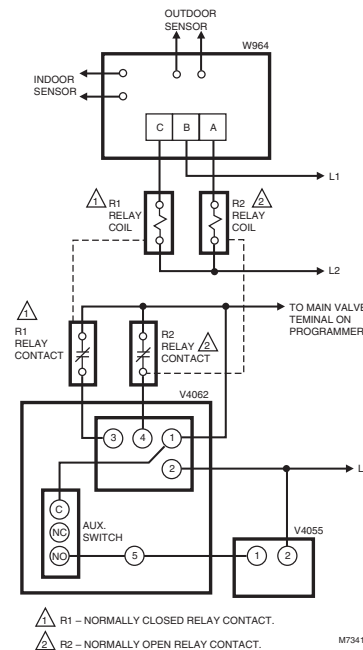 OUTDOOR
SENSOR
W964
INDOOR
SENSOR
C B A
L1
1 R1
RELAY
COIL
R2 2
RELAY
COIL
L2
TO MAIN VALVE
TEMINAL ON
PROGRAMMER
1
R1
RELAY
CONTACT
R2
RELAY 2
CONTACT
V4062
3 4 1
2
L
C
NC
NO
AUX.
SWITCH
5
V4055
1 2
1 R1 – NORMALLY CLOSED RELAY CONTACT.
2 R2 – NORMALLY OPEN RELAY CONTACT.
M7341